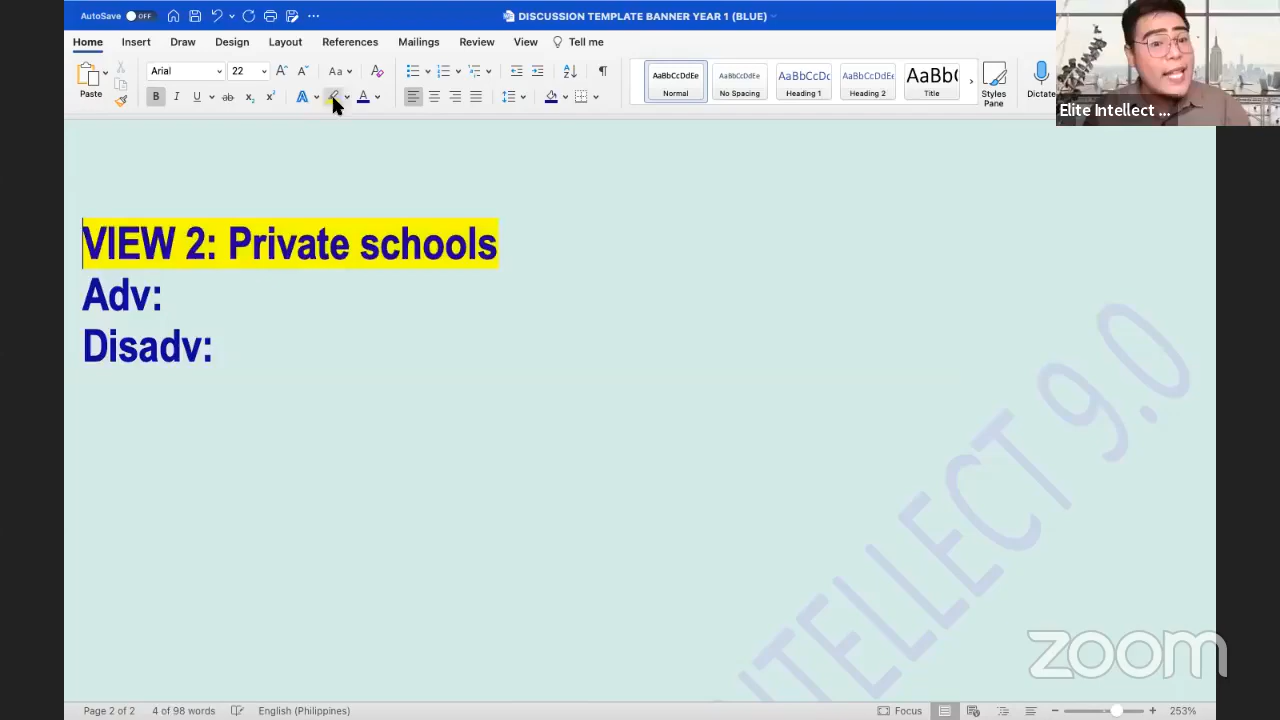 AutoSave OFF
DISCUSSION TEMPLATE BANNER YEAR 1 (BLUE)
Home Insert Draw Design Layout References Mailings Review View Tell me
Paste
Arial 22
AaBbCcDdEe Normal
AaBbCcDdEe No Spacing
AaBbCcDc Heading 1
AaBbCcDdEe Heading 2
AaBb( Title
Styles Pane
Dictate
Elite Intellect ...
VIEW 2: Private schools
Adv:
Disadv:
INTELLECT 9.0
zoom
Page 2 of 2 4 of 98 words English (Philippines) Focus 253%